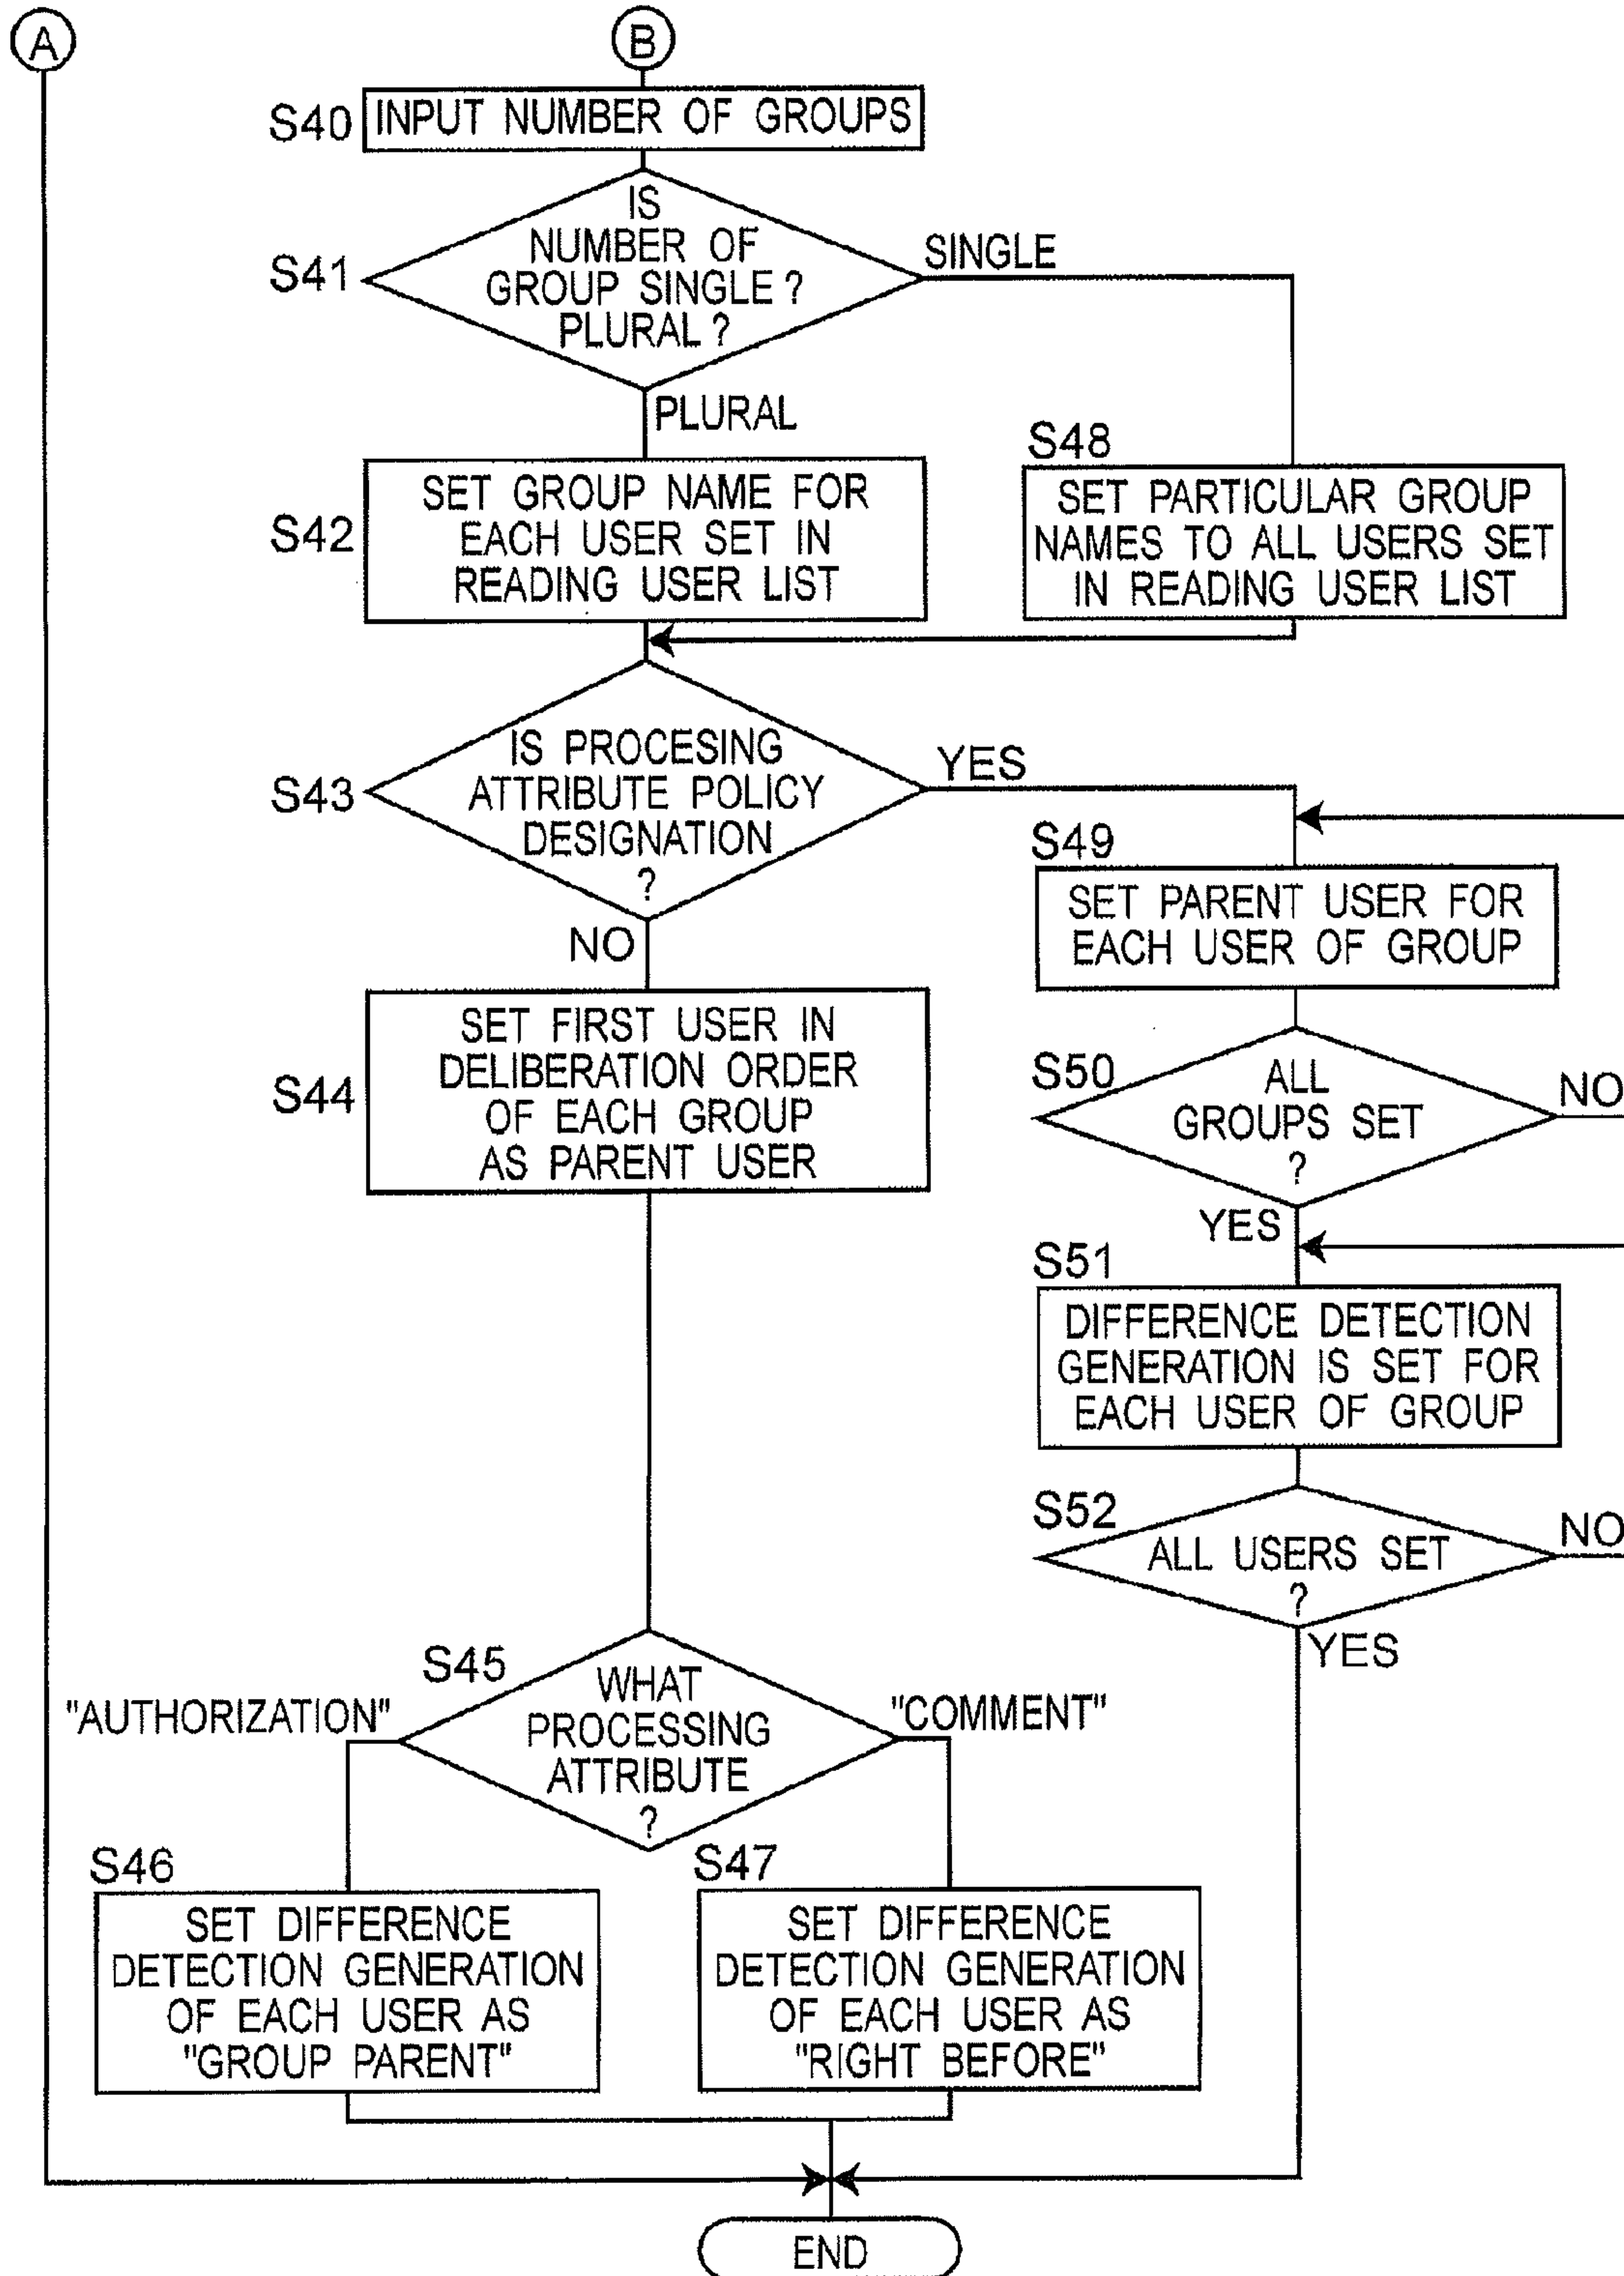 A
B
S40
INPUT NUMBER OF GROUPS
S41
IS
NUMBER OF
GROUP SINGLE?
PLURAL?
SINGLE
PLURAL
S42
SET GROUP NAME FOR
EACH USER SET IN
READING USER LIST
S48
SET PARTICULAR GROUP
NAMES TO ALL USERS SET
IN READING USER LIST
S43
IS PROCESING
ATTRIBUTE POLICY
DESIGNATION
?
YES
NO
S49
SET PARENT USER FOR
EACH USER OF GROUP
S44
SET FIRST USER IN
DELIBERATION ORDER
OF EACH GROUP
AS PARENT USER
S50
ALL
GROUPS SET
?
NO
YES
S51
DIFFERENCE DETECTION
GENERATION IS SET FOR
EACH USER OF GROUP
S52
ALL USERS SET
?
NO
YES
S45
WHAT
PROCESSING
ATTRIBUTE
?
"AUTHORIZATION"
"COMMENT"
S46
SET DIFFERENCE
DETECTION GENERATION
OF EACH USER AS
"GROUP PARENT"
S47
SET DIFFERENCE
DETECTION GENERATION
OF EACH USER AS
"RIGHT BEFORE"
END